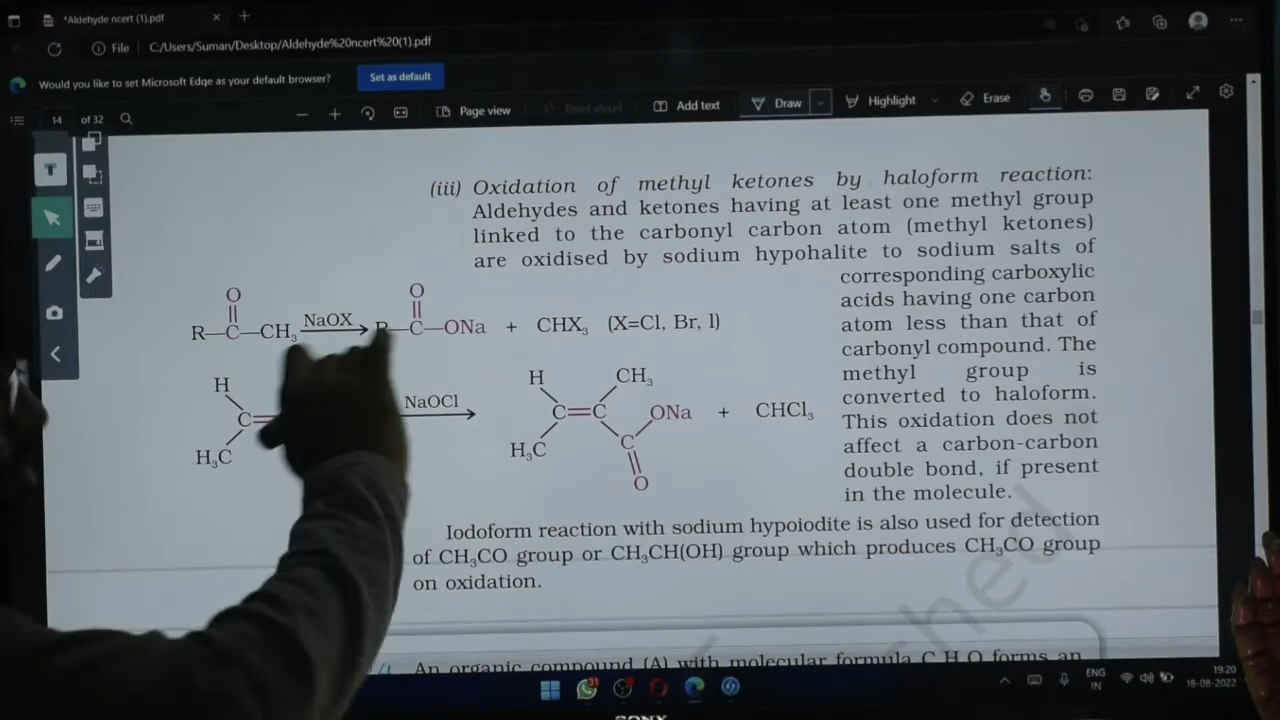 *Aldehyde ncert (1).pdf
File C:/Users/Suman/Desktop/Aldehyde%20ncert%20(1).pdf
Would you like to set Microsoft Edge as your default browser? Set as default
14 of 32 Page view Read aloud Add text Draw Highlight Erase
(iii) Oxidation of methyl ketones by haloform reaction:
Aldehydes and ketones having at least one methyl group
linked to the carbonyl carbon atom (methyl ketones)
are oxidised by sodium hypohalite to sodium salts of
corresponding carboxylic
acids having one carbon
atom less than that of
carbonyl compound. The
methyl group is
converted to haloform.
This oxidation does not
affect a carbon-carbon
double bond, if present
in the molecule.
O O
R—C—CH₃ NaOX R—C—ONa + CHX₃ (X=Cl, Br, I)
H H CH₃
C= NaOCl C=C ONa + CHCl₃
H₃C H₃C C
O
Iodoform reaction with sodium hypoiodite is also used for detection
of CH₃CO group or CH₃CH(OH) group which produces CH₃CO group
on oxidation.
An organic compound (A) with molecular formula C H O forms an
31
ENG
IN
19:20
18-08-2022
SONY